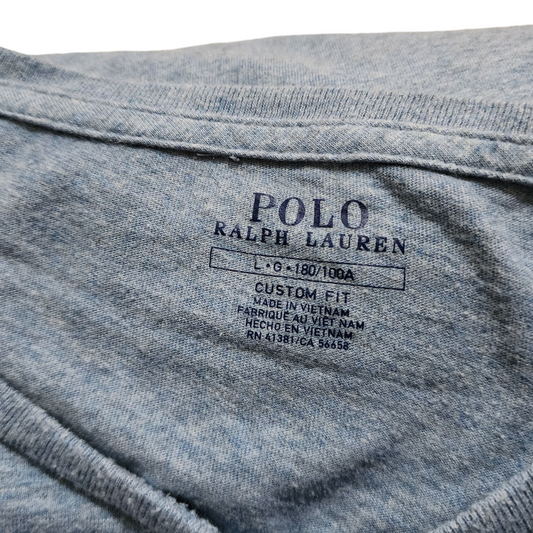 POLO
RALPH LAUREN
L • G • 180/100A
CUSTOM FIT
MADE IN VIETNAM
FABRIQUÉ AU VIET NAM
HECHO EN VIETNAM
RN 41381/CA 56658